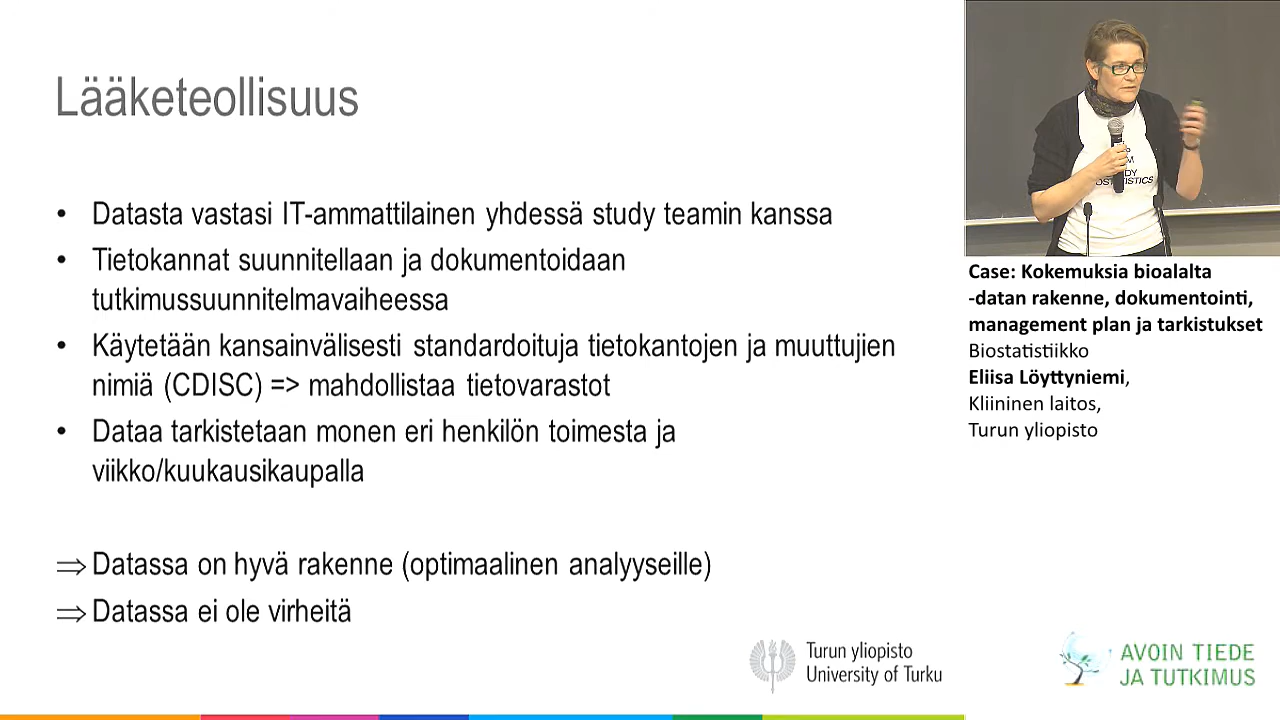 Lääketeollisuus
• Datasta vastasi IT-ammattilainen yhdessä study teamin kanssa
• Tietokannat suunnitellaan ja dokumentoidaan
tutkimussuunnitelmavaiheessa
• Käytetään kansainvälisesti standardoituja tietokantojen ja muuttujien
nimiä (CDISC) => mahdollistaa tietovarastot
• Dataa tarkistetaan monen eri henkilön toimesta ja
viikko/kuukausikaupalla
⇒ Datassa on hyvä rakenne (optimaalinen analyyseille)
⇒ Datassa ei ole virheitä
Turun yliopisto
University of Turku
Case: Kokemuksia bioalalta
-datan rakenne, dokumentointi,
management plan ja tarkistukset
Biostatistiikko
Eliisa Löyttyniemi,
Kliininen laitos,
Turun yliopisto
AVOIN TIEDE
JA TUTKIMUS